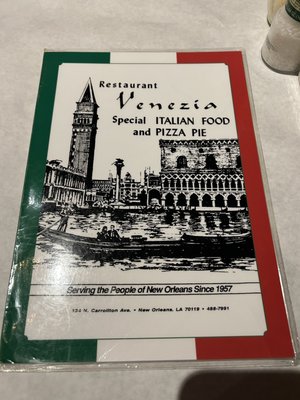 Restaurant
Venezia
Special ITALIAN FOOD
and PIZZA PIE
Serving the People of New Orleans Since 1957
134 N. Carrollton Ave. • New Orleans, LA 70119 • 488-7991